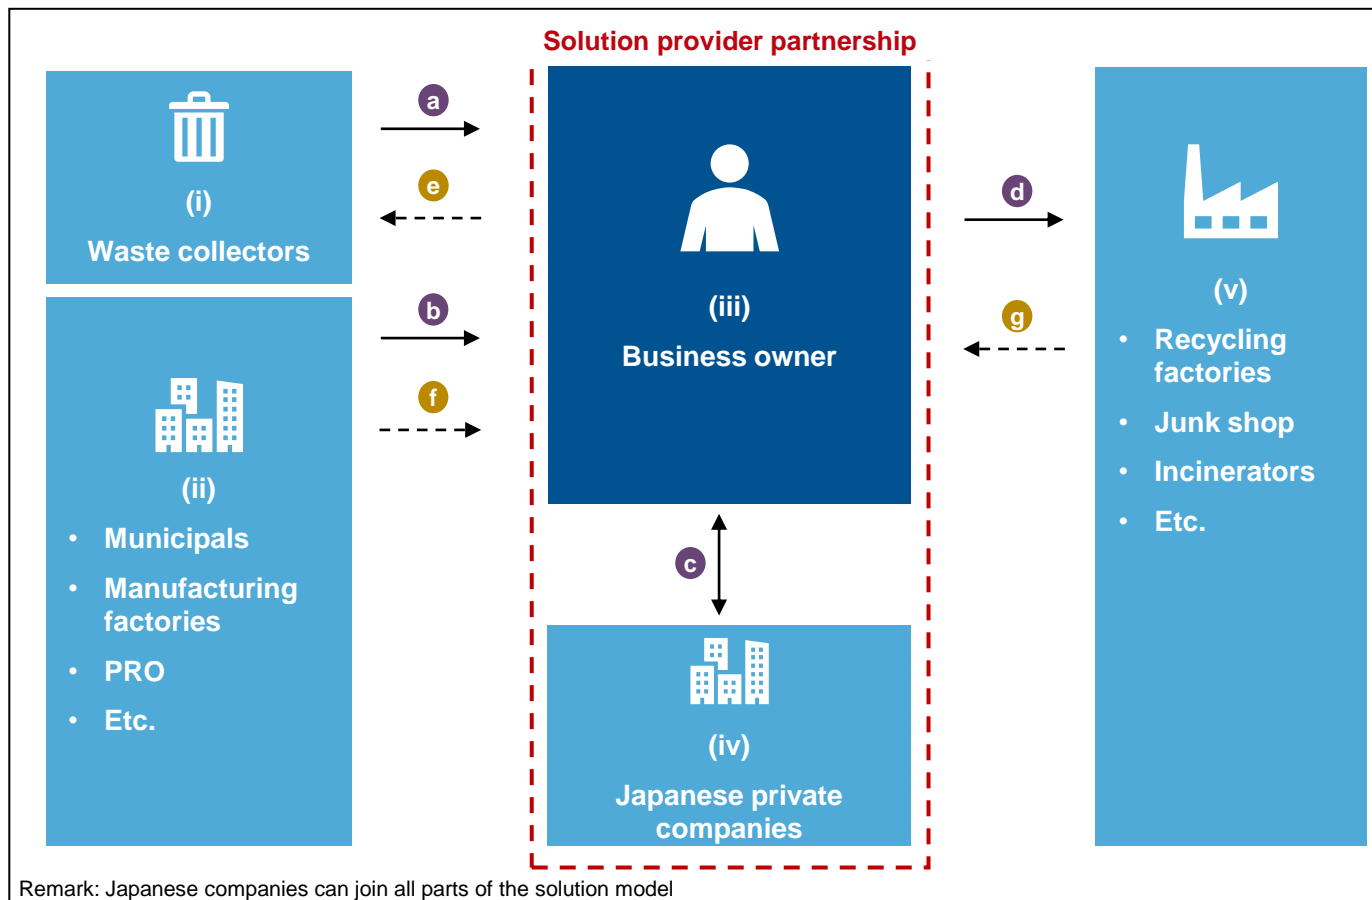 Solution provider partnership
(i)
Waste collectors
(ii)
• Municipals
• Manufacturing
factories
• PRO
• Etc.
a
e
b
f
(iii)
Business owner
c
(iv)
Japanese private
companies
d
g
(v)
• Recycling
factories
• Junk shop
• Incinerators
• Etc.
Remark: Japanese companies can join all parts of the solution model